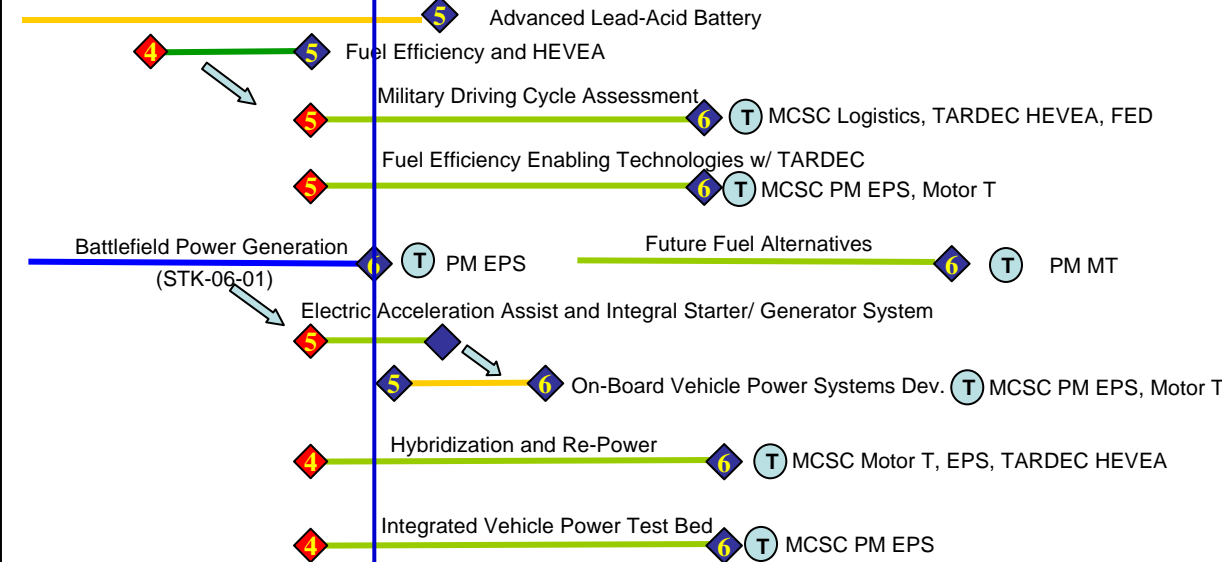 5 Advanced Lead-Acid Battery
4 5 Fuel Efficiency and HEVEA
Military Driving Cycle Assessment
5 6 T MCSC Logistics, TARDEC HEVEA, FED
Fuel Efficiency Enabling Technologies w/ TARDEC
5 6 T MCSC PM EPS, Motor T
Battlefield Power Generation
(STK-06-01)
6 T PM EPS
Future Fuel Alternatives
6 T PM MT
Electric Acceleration Assist and Integral Starter/ Generator System
5
5 6 On-Board Vehicle Power Systems Dev. T MCSC PM EPS, Motor T
Hybridization and Re-Power
4 6 T MCSC Motor T, EPS, TARDEC HEVEA
Integrated Vehicle Power Test Bed
4 6 T MCSC PM EPS